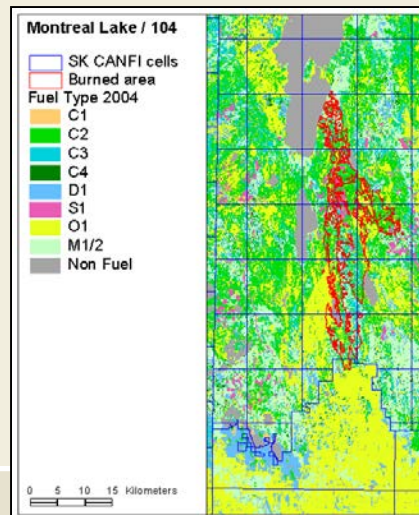 Montreal Lake / 104
SK CANFI cells
Burned area
Fuel Type 2004
C1
C2
C3
C4
D1
S1
O1
M1/2
Non Fuel
0 5 10 15 Kilometers